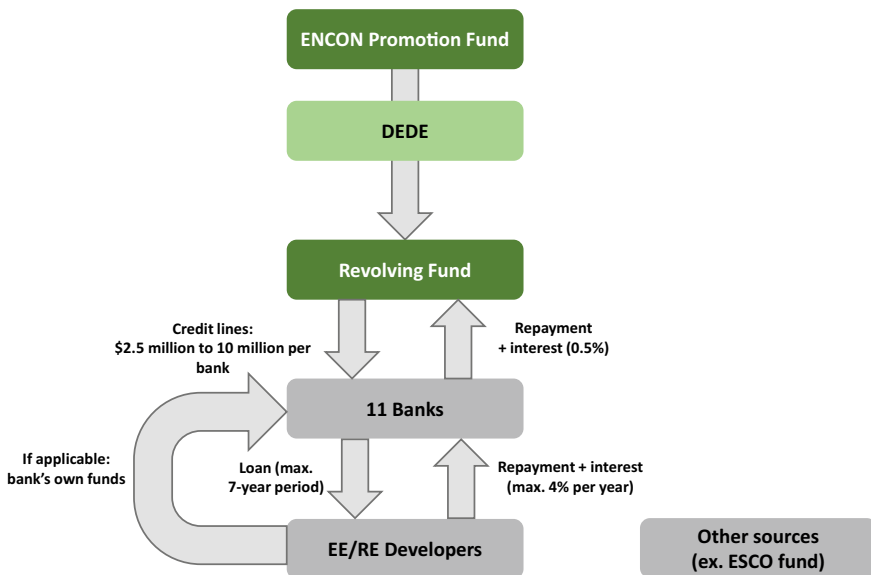 ENCON Promotion Fund
DEDE
Revolving Fund
Credit lines:
$2.5 million to 10 million per
bank
Repayment
+ interest (0.5%)
11 Banks
If applicable:
bank's own funds
Loan (max.
7-year period)
Repayment + interest
(max. 4% per year)
EE/RE Developers
Other sources
(ex. ESCO fund)